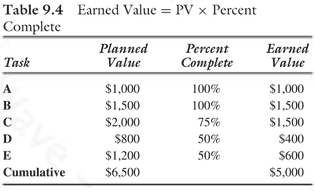 Table 9.4 Earned Value = PV × Percent
Complete
Planned Percent Earned
Task Value Complete Value
A $1,000 100% $1,000
B $1,500 100% $1,500
C $2,000 75% $1,500
D $800 50% $400
E $1,200 50% $600
Cumulative $6,500 $5,000